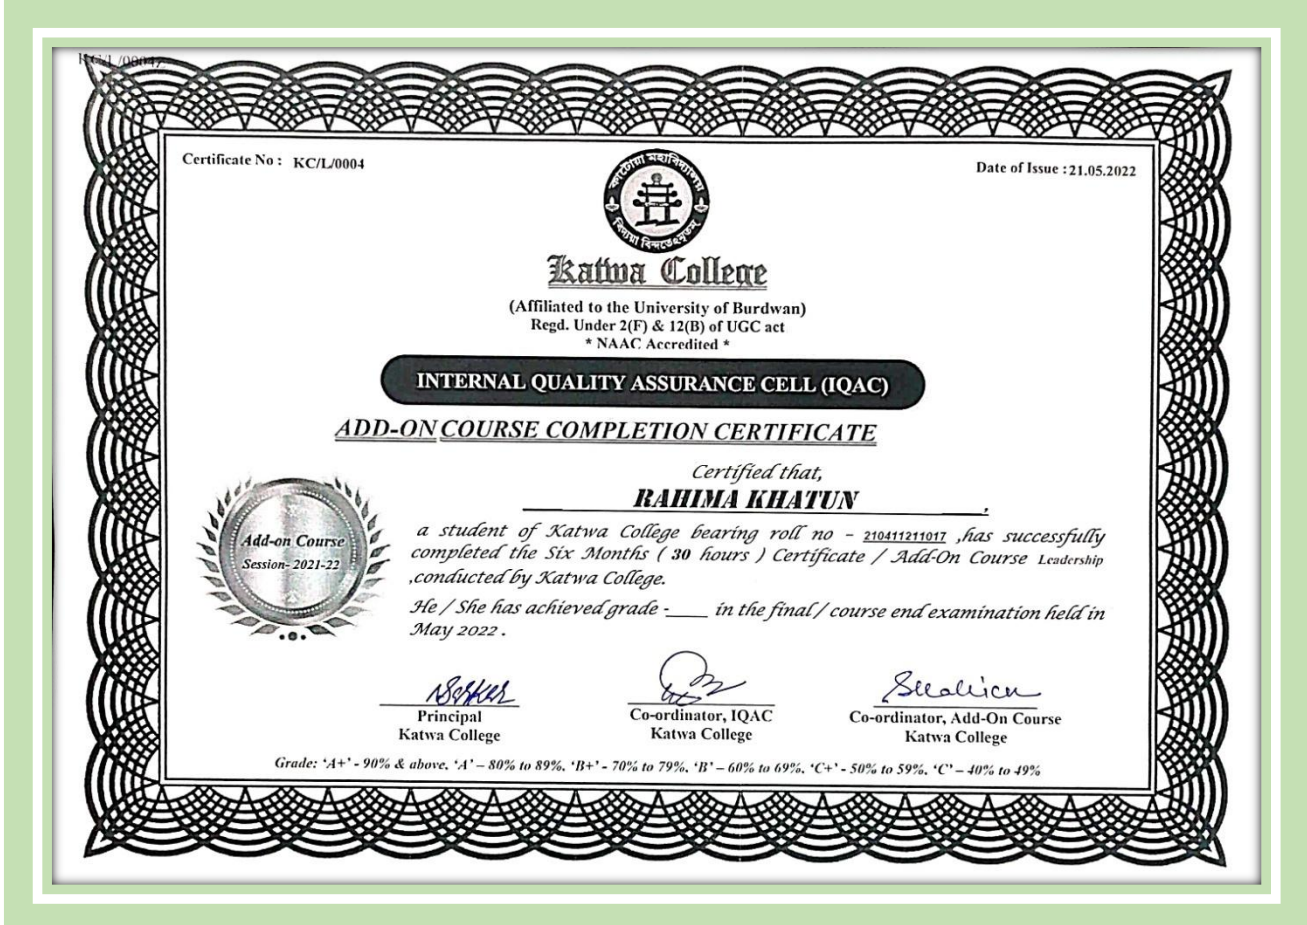 Certificate No : KC/L/0004
Date of Issue :21.05.2022
কাটোয়া মহাবিদ্যালয়
Katwa College
(Affiliated to the University of Burdwan)
Regd. Under 2(F) & 12(B) of UGC act
* NAAC Accredited *
INTERNAL QUALITY ASSURANCE CELL (IQAC)
ADD-ON COURSE COMPLETION CERTIFICATE
Certified that,
RAHIMA KHATUN,
Add-on Course
Session- 2021-22
a student of Katwa College bearing roll no - 210411211017 ,has successfully
completed the Six Months ( 30 hours ) Certificate / Add-On Course Leadership
,conducted by Katwa College.
He / She has achieved grade -____ in the final / course end examination held in
May 2022 .
Principal
Katwa College
Co-ordinator, IQAC
Katwa College
Co-ordinator, Add-On Course
Katwa College
Grade: ‘A+’ - 90% & above, ‘A’ – 80% to 89%, ‘B+’ - 70% to 79%, ‘B’ – 60% to 69%, ‘C+’ - 50% to 59%, ‘C’ – 40% to 49%